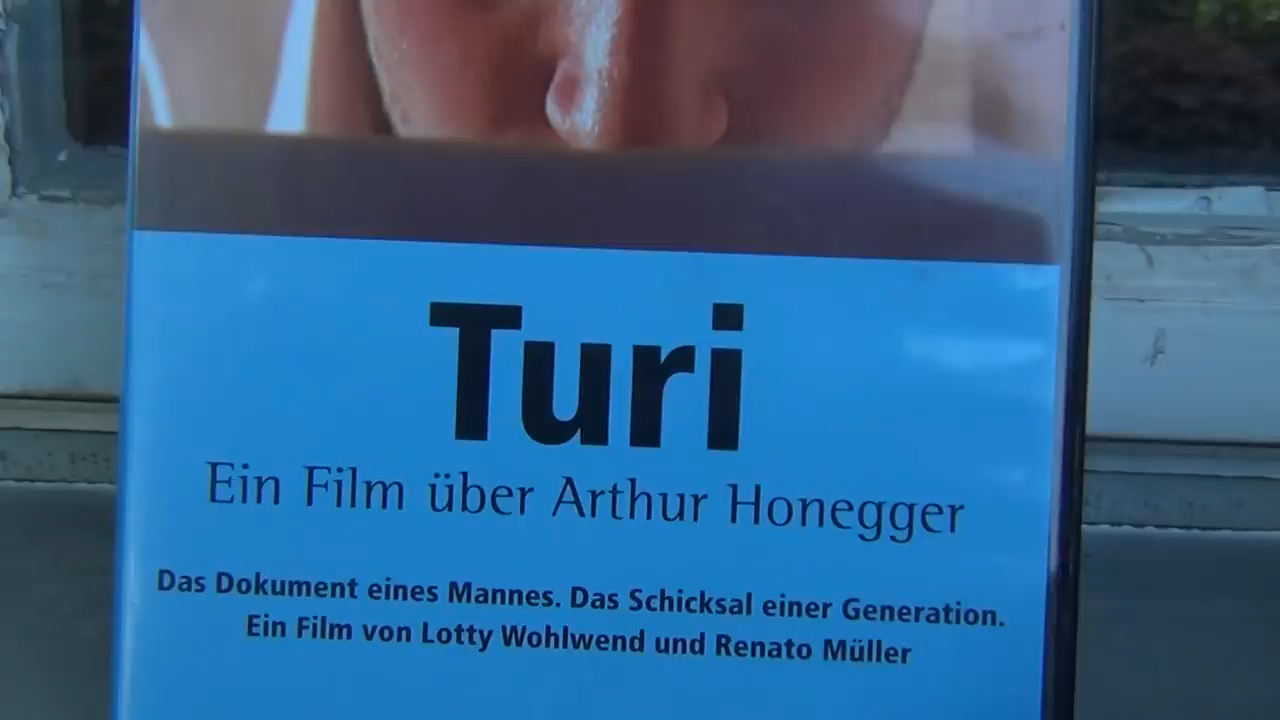 Turi
Ein Film über Arthur Honegger
Das Dokument eines Mannes. Das Schicksal einer Generation.
Ein Film von Lotty Wohlwend und Renato Müller